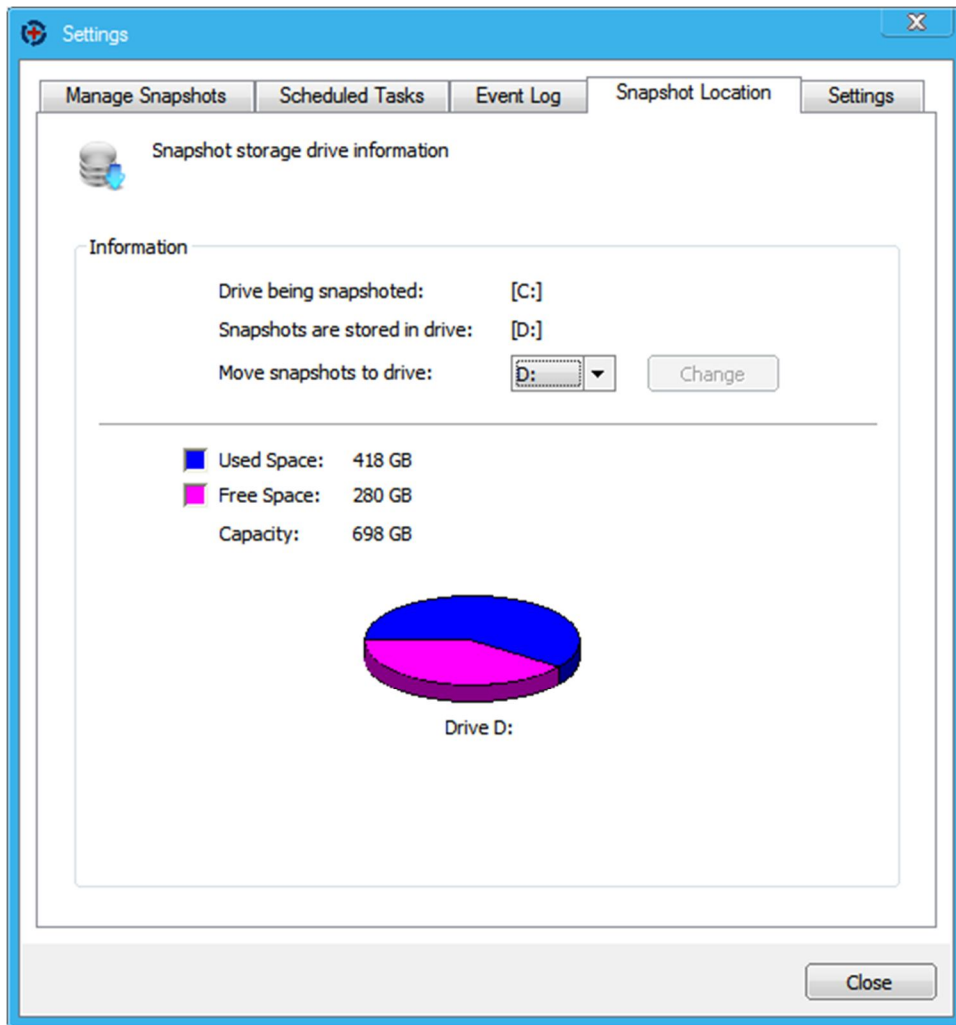 Settings
Manage Snapshots Scheduled Tasks Event Log Snapshot Location Settings
Snapshot storage drive information
Information
Drive being snapshoted: [C:]
Snapshots are stored in drive: [D:]
Move snapshots to drive: D: Change
Used Space: 418 GB
Free Space: 280 GB
Capacity: 698 GB
Drive D:
Close